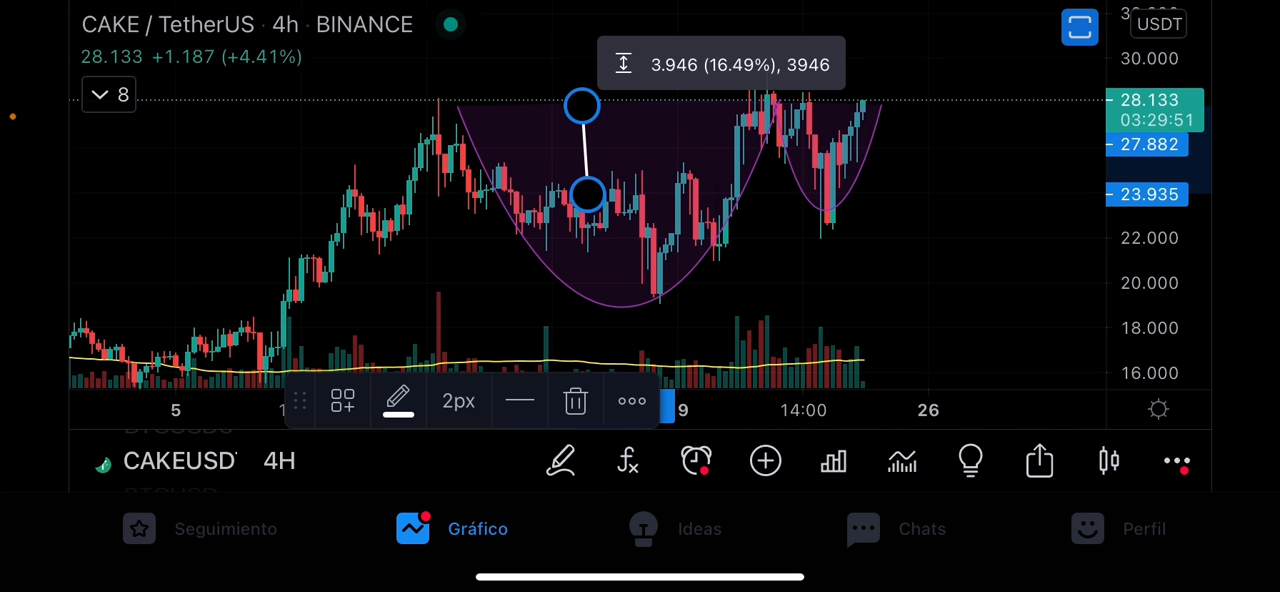 CAKE / TetherUS · 4h · BINANCE
28.133 +1.187 (+4.41%)
8
3.946 (16.49%), 3946
USDT
30.000
28.133
03:29:51
27.882
23.935
22.000
20.000
18.000
16.000
5
9
14:00
26
2px
CAKEUSD
4H
Seguimiento
Gráfico
Ideas
Chats
Perfil